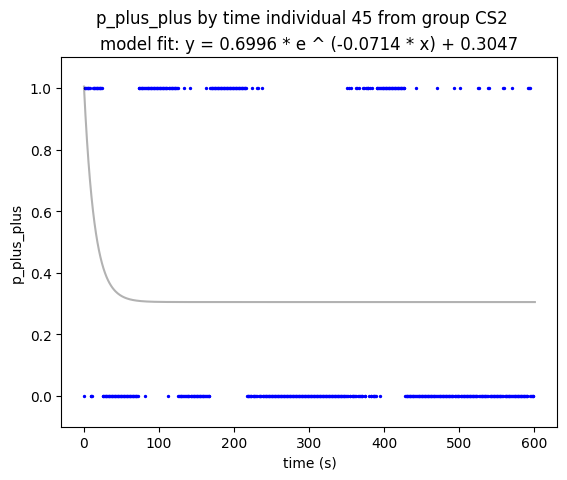 p_plus_plus by time individual 45 from group CS2
model fit: y = 0.6996 * e ^ (-0.0714 * x) + 0.3047
1.0
0.8
0.6
0.4
0.2
0.0
p_plus_plus
0 100 200 300 400 500 600
time (s)